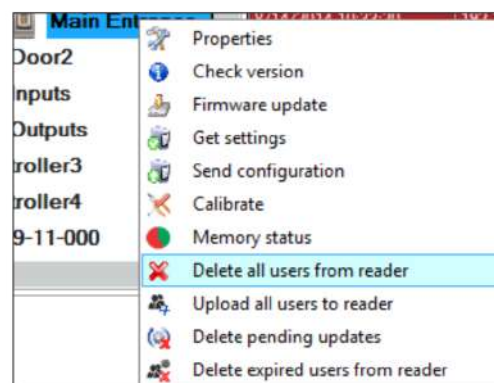 Main Entrance
Door2
nputs
Outputs
troller3
troller4
9-11-000
Properties
Check version
Firmware update
Get settings
Send configuration
Calibrate
Memory status
Delete all users from reader
Upload all users to reader
Delete pending updates
Delete expired users from reader